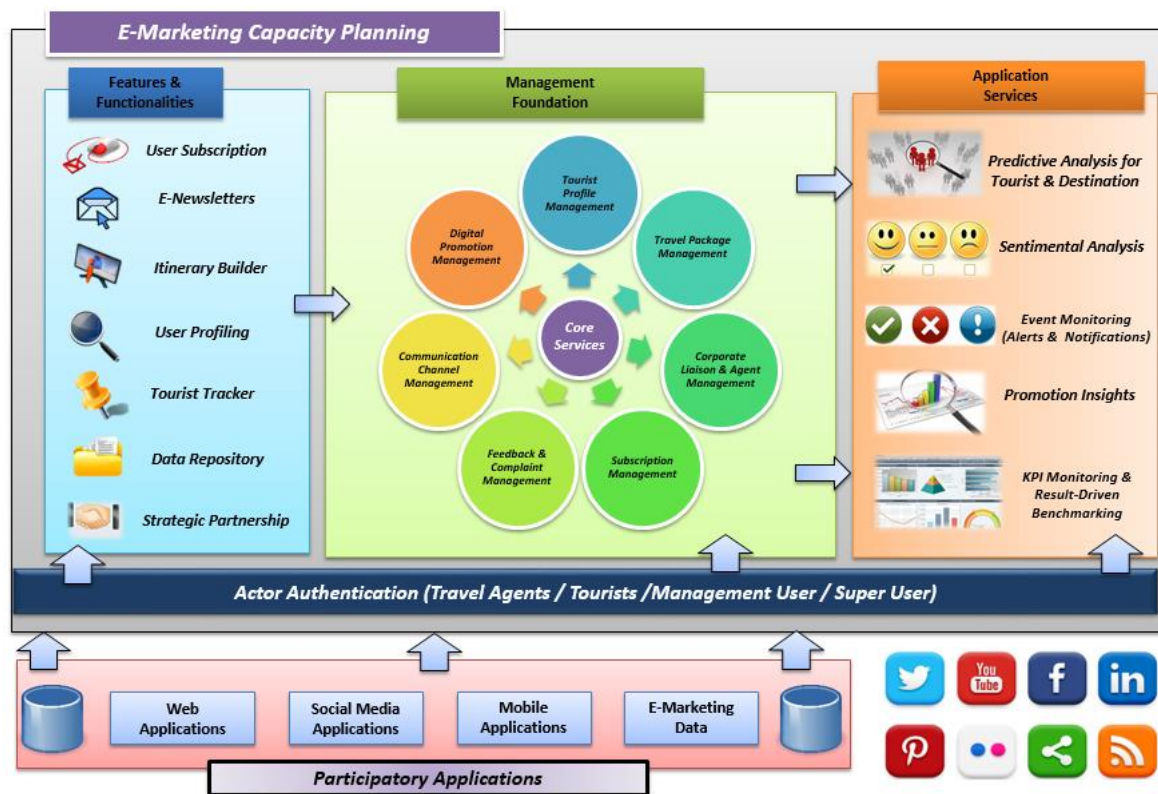 E-Marketing Capacity Planning
Features &
Functionalities
User Subscription
E-Newsletters
Itinerary Builder
User Profiling
Tourist Tracker
Data Repository
Strategic Partnership
Management
Foundation
Tourist
Profile
Management
Travel Package
Management
Corporate
Liaison & Agent
Management
Subscription
Management
Feedback &
Complaint
Management
Communication
Channel
Management
Digital
Promotion
Management
Core
Services
Application
Services
Predictive Analysis for
Tourist & Destination
Sentimental Analysis
Event Monitoring
(Alerts & Notifications)
Promotion Insights
KPI Monitoring &
Result-Driven
Benchmarking
Actor Authentication (Travel Agents / Tourists /Management User / Super User)
Web
Applications
Social Media
Applications
Mobile
Applications
E-Marketing
Data
Participatory Applications
You
Tube
f
in